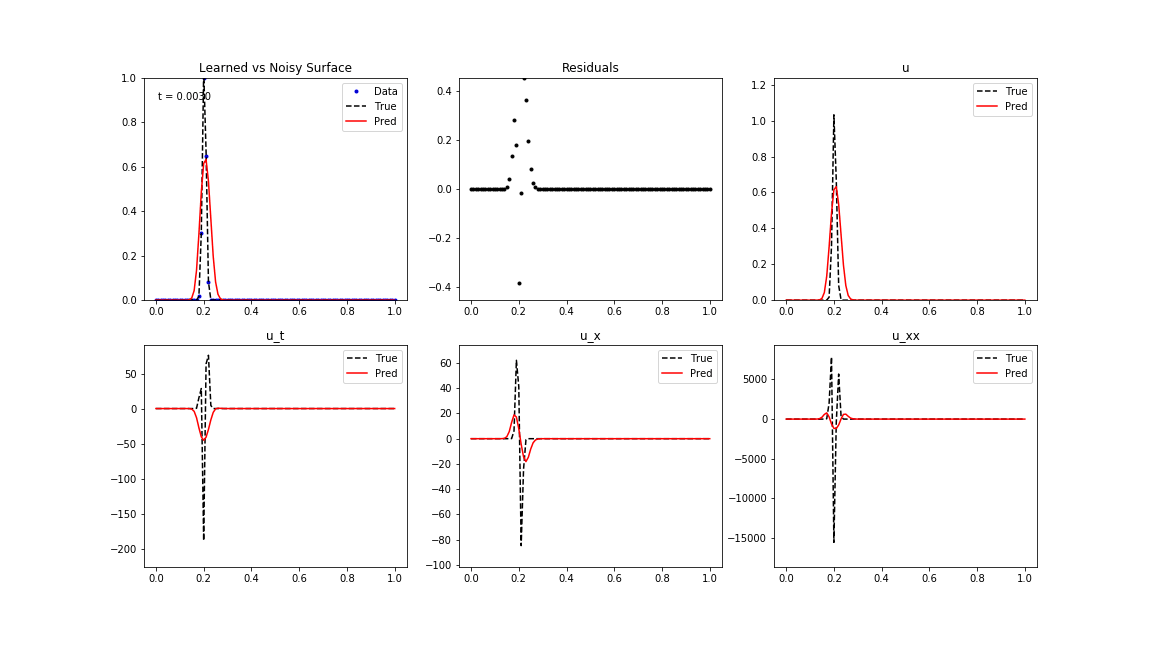 Learned vs Noisy Surface
1.0
0.8
0.6
0.4
0.2
0.0
t = 0.0030
Data
True
Pred
0.0 0.2 0.4 0.6 0.8 1.0
Residuals
0.4
0.2
0.0
−0.2
−0.4
0.0 0.2 0.4 0.6 0.8 1.0
u
1.2
1.0
0.8
0.6
0.4
0.2
0.0
True
Pred
0.0 0.2 0.4 0.6 0.8 1.0
u_t
50
0
−50
−100
−150
−200
True
Pred
0.0 0.2 0.4 0.6 0.8 1.0
u_x
60
40
20
0
−20
−40
−60
−80
−100
True
Pred
0.0 0.2 0.4 0.6 0.8 1.0
u_xx
5000
0
−5000
−10000
−15000
True
Pred
0.0 0.2 0.4 0.6 0.8 1.0